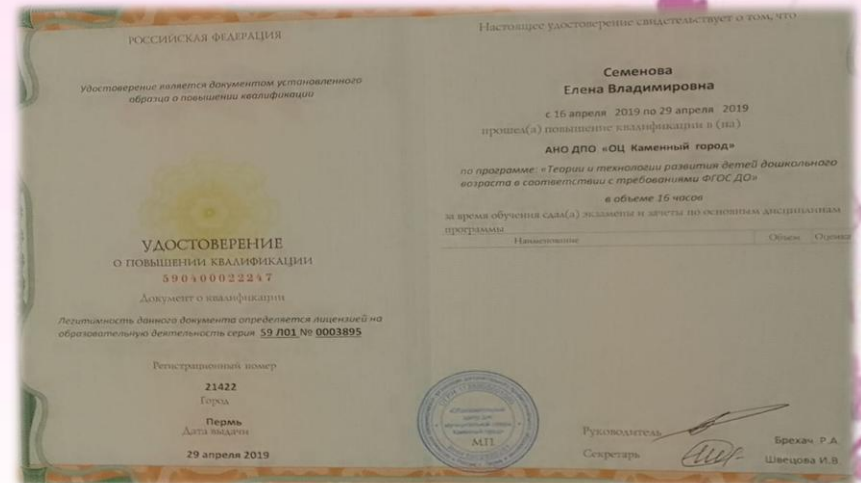 РОССИЙСКАЯ ФЕДЕРАЦИЯ
Удостоверение является документом установленного
образца о повышении квалификации
УДОСТОВЕРЕНИЕ
О ПОВЫШЕНИИ КВАЛИФИКАЦИИ
590400022247
Документ о квалификации
Легитимность данного документа определяется лицензией на
образовательную деятельность серия 59 Л01 № 0003895
Регистрационный номер
21422
Город
Пермь
Дата выдачи
29 апреля 2019
Настоящее удостоверение свидетельствует о том, что
Семенова
Елена Владимировна
с 16 апреля 2019 по 29 апреля 2019
прошел(а) повышение квалификации в (на)
АНО ДПО «ОЦ Каменный город»
по программе: «Теории и технологии развития детей дошкольного
возраста в соответствии с требованиями ФГОС ДО»
в объеме 16 часов
за время обучения сдал(а) экзамены и зачеты по основным дисциплинам
программы
Наименование Объем Оценка
М.П.
Руководитель Брехач Р.А.
Секретарь Швецова И.В.